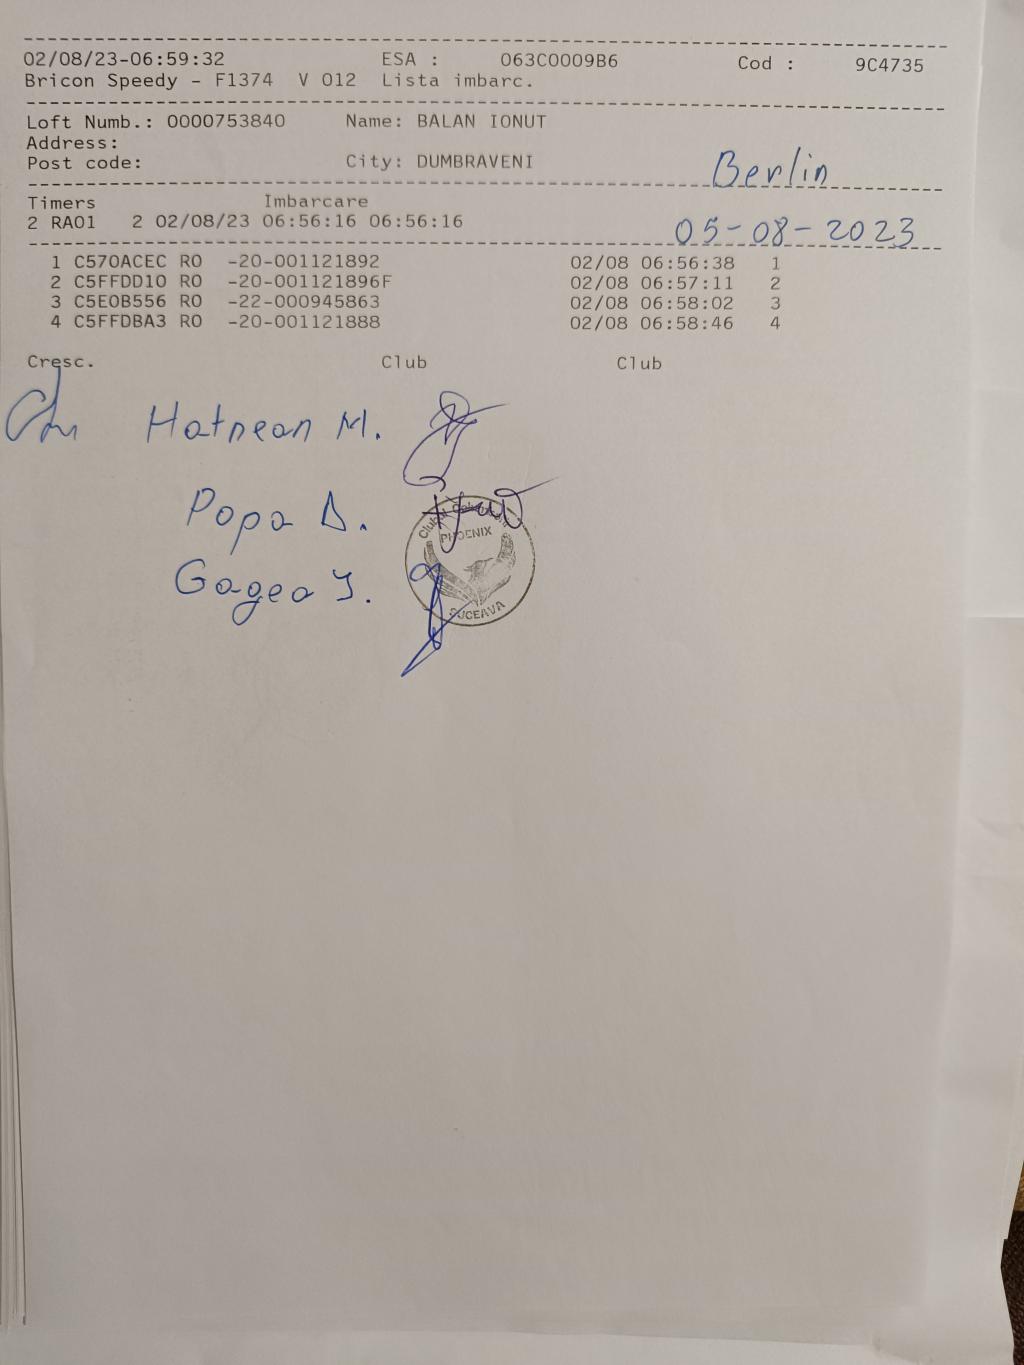 02/08/23-06:59:32 ESA : 063C0009B6 Cod : 9C4735
Bricon Speedy - F1374 V 012 Lista imbarc.
Loft Numb.: 0000753840 Name: BALAN IONUT
Address:
Post code: City: DUMBRAVENI
Berlin
Timers Imbarcare
2 RA01 2 02/08/23 06:56:16 06:56:16
05-08-2023
1 C570ACEC RO -20-001121892 02/08 06:56:38 1
2 C5FFDD10 RO -20-001121896F 02/08 06:57:11 2
3 C5E0B556 RO -22-000945863 02/08 06:58:02 3
4 C5FFDBA3 RO -20-001121888 02/08 06:58:46 4
Cresc. Club Club
Hatnean M.
Popa D.
Gagea I.
PHOENIX
SUCEAVA